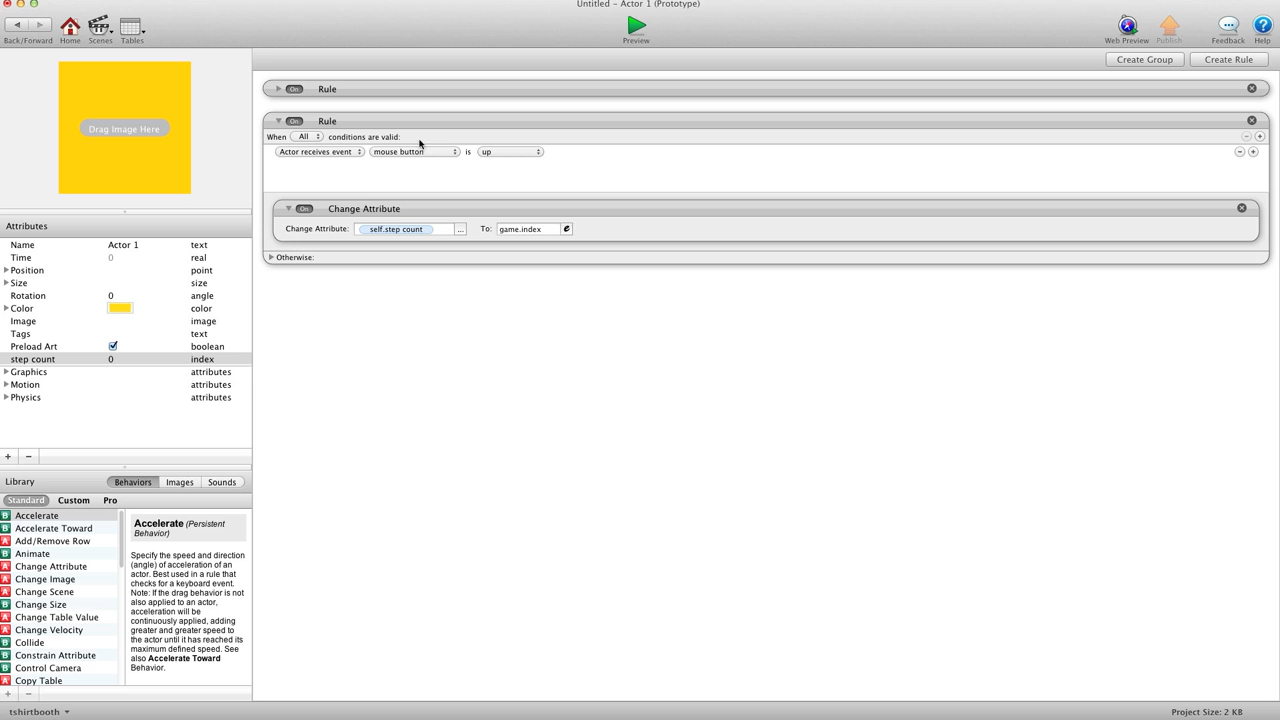 Untitled - Actor 1 (Prototype)
Back/Forward
Home
Scenes
Tables
Preview
Web Preview
Publish
Feedback
Help
Create Group
Create Rule
Drag Image Here
On Rule
On Rule
When All conditions are valid:
Actor receives event mouse button is up
On Change Attribute
Change Attribute: self.step count ... To: game.index e
Otherwise:
Attributes
Name Actor 1 text
Time 0 real
Position point
Size size
Rotation 0 angle
Color color
Image image
Tags text
Preload Art boolean
step count 0 index
Graphics attributes
Motion attributes
Physics attributes
Library Behaviors Images Sounds
Standard Custom Pro
B Accelerate
B Accelerate Toward
A Add/Remove Row
B Animate
A Change Attribute
A Change Image
A Change Scene
B Change Size
A Change Table Value
A Change Velocity
B Collide
B Constrain Attribute
B Control Camera
A Copy Table
Accelerate (Persistent
Behavior)
Specify the speed and direction
(angle) of acceleration of an
actor. Best used in a rule that
checks for a keyboard event.
Note: If the drag behavior is not
also applied to an actor,
acceleration will be
continuously applied, adding
greater and greater speed to
the actor until it has reached its
maximum defined speed. See
also Accelerate Toward
Behavior.
tshirtbooth
Project Size: 2 KB